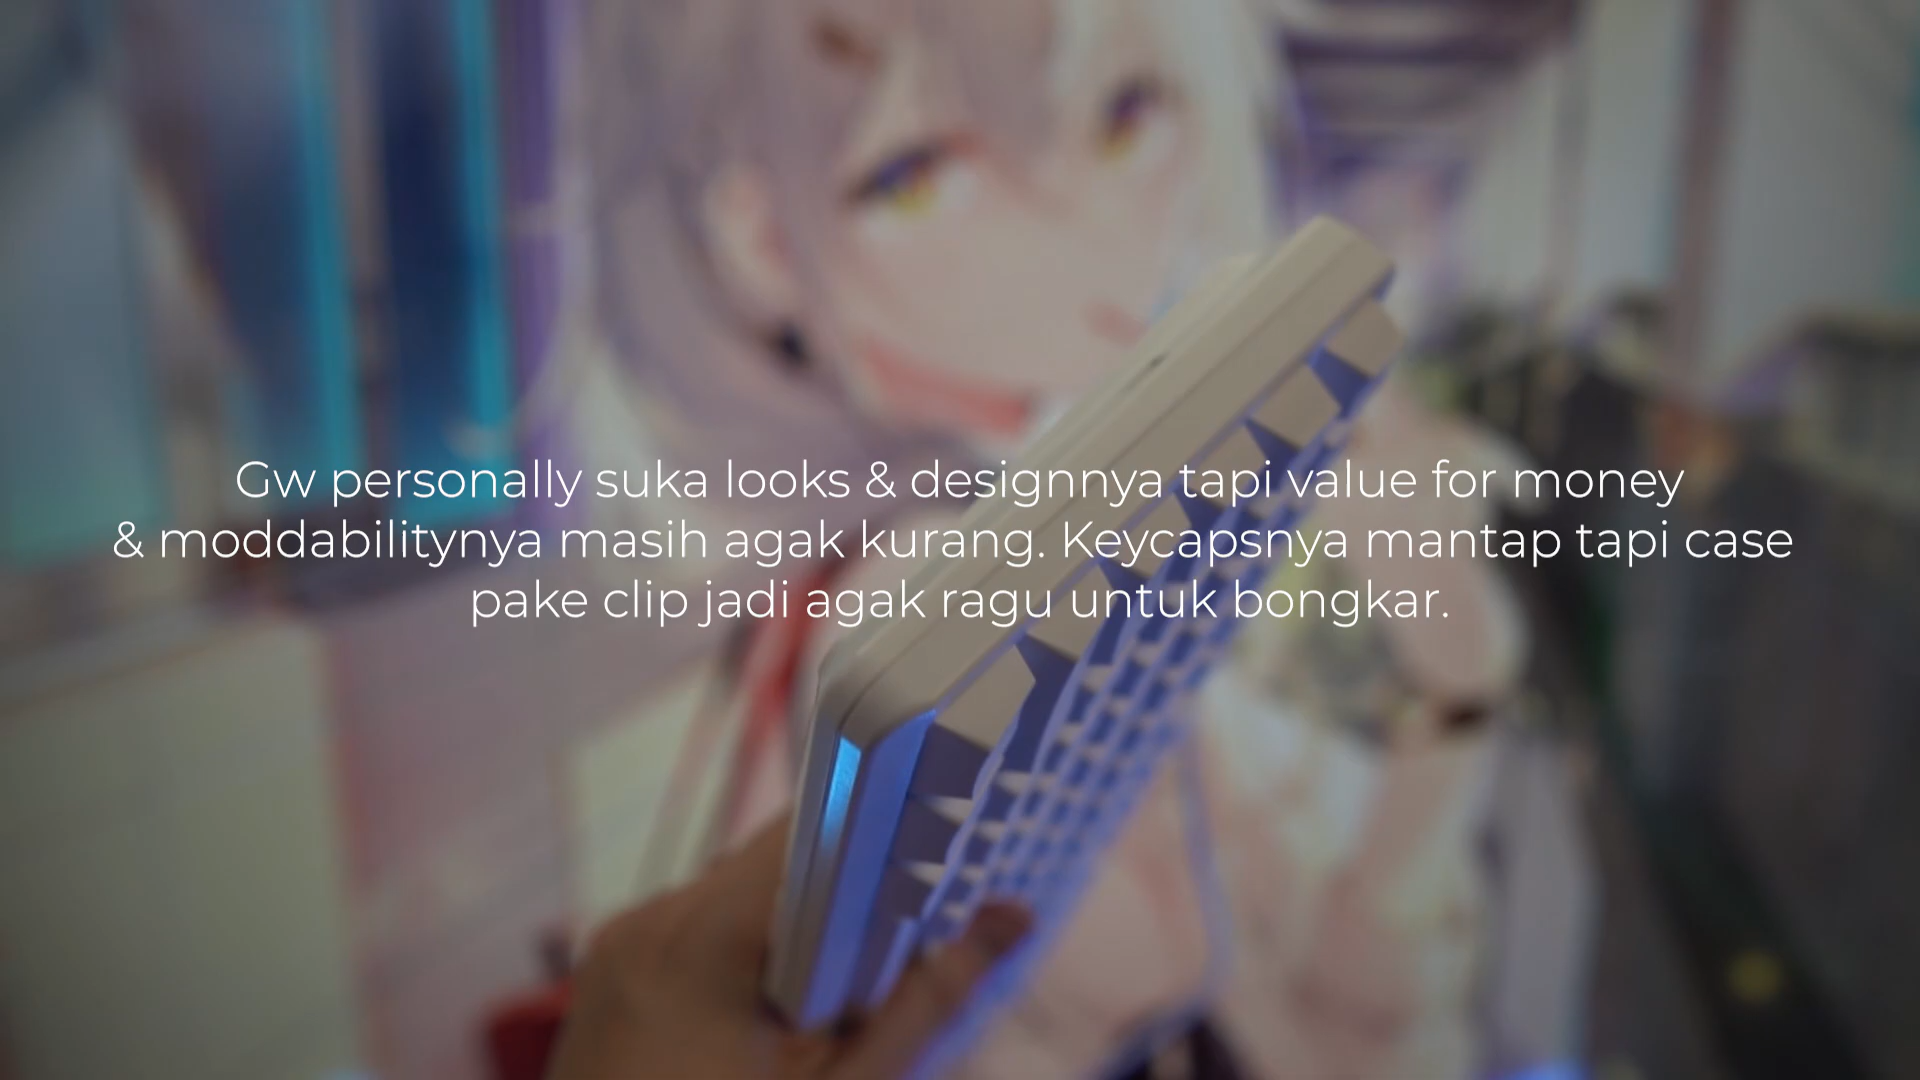 Gw personally suka looks & designnya tapi value for money
& moddabilitynya masih agak kurang. Keycapsnya mantap tapi case
pake clip jadi agak ragu untuk bongkar.